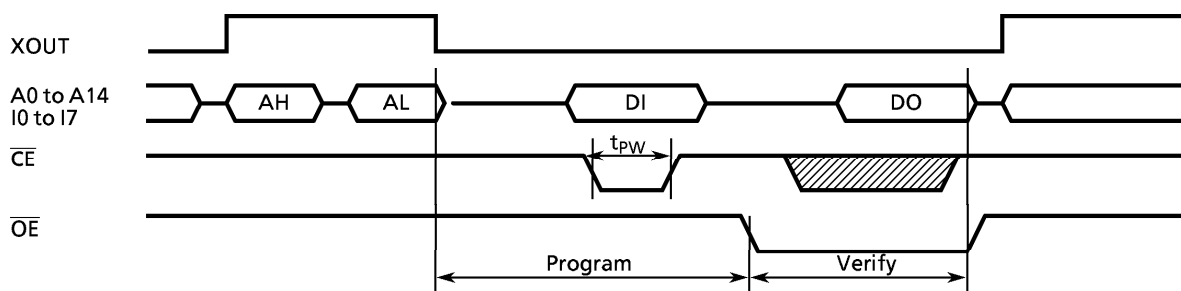 XOUT
A0 to A14
I0 to I7
AH
AL
DI
DO
CE
tPW
OE
Program
Verify